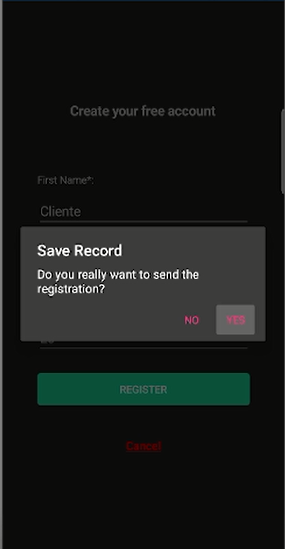 Create your free account
First Name*:
Cliente
Save Record
Do you really want to send the
registration?
NO
YES
REGISTER
Cancel